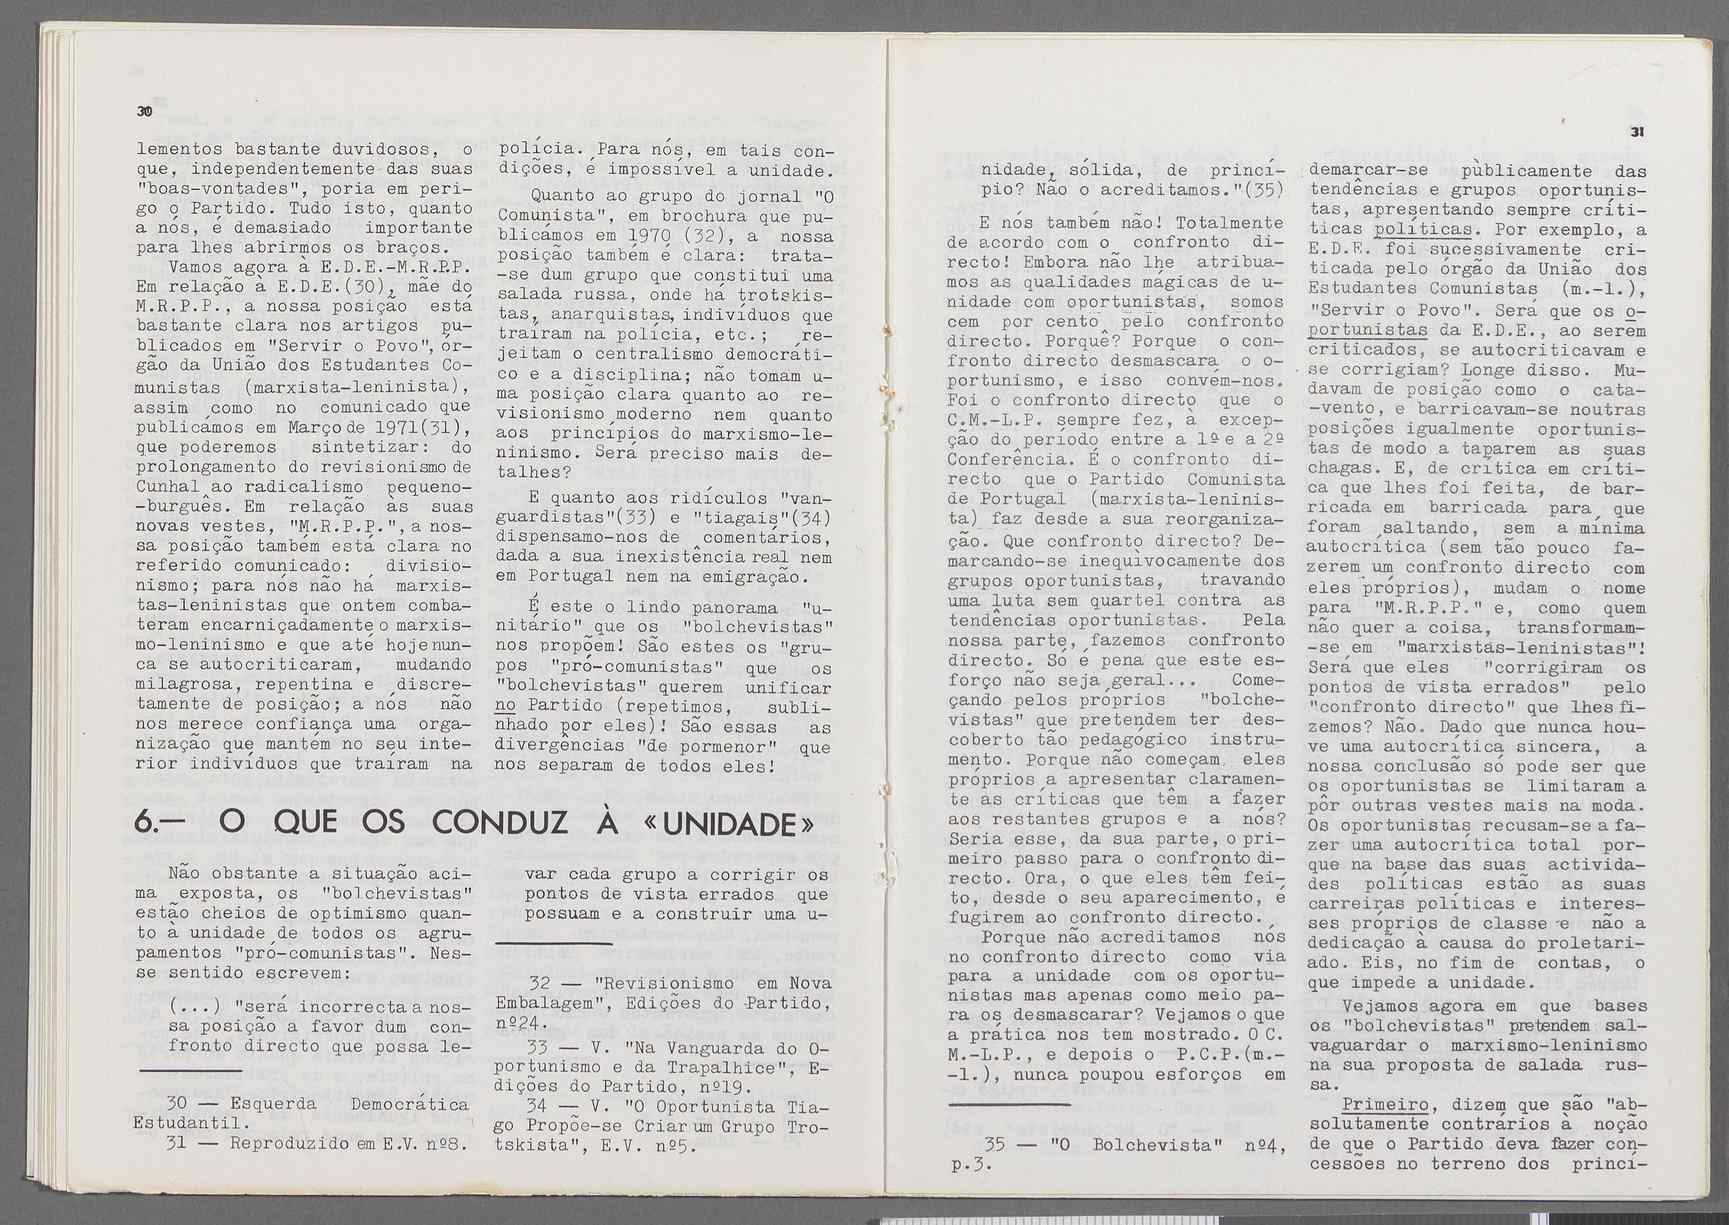 30
lementos bastante duvidosos, o
que, independentemente das suas
"boas-vontades", poria em peri-
go o Partido. Tudo isto, quanto
a nós, é demasiado importante
para lhes abrirmos os braços.
Vamos agora à E.D.E.-M.R.P.P.
Em relação à E.D.E.(30), mãe do
M.R.P.P., a nossa posição está
bastante clara nos artigos pu-
blicados em "Servir o Povo", ór-
gão da União dos Estudantes Co-
munistas (marxista-leninista),
assim como no comunicado que
publicámos em Março de 1971(31),
que poderemos sintetizar: do
prolongamento do revisionismo de
Cunhal ao radicalismo pequeno-
-burguês. Em relação às suas
novas vestes, "M.R.P.P.", a nos-
sa posição também está clara no
referido comunicado: divisio-
nismo; para nós não há marxis-
tas-leninistas que ontem comba-
teram encarniçadamente o marxis-
mo-leninismo e que até hoje nun-
ca se autocriticaram, mudando
milagrosa, repentina e discre-
tamente de posição; a nós não
nos merece confiança uma orga-
nização que mantém no seu inte-
rior indivíduos que traíram na
polícia. Para nós, em tais con-
dições, é impossível a unidade.
Quanto ao grupo do jornal "O
Comunista", em brochura que pu-
blicámos em 1970 (32), a nossa
posição também é clara: trata-
-se dum grupo que constitui uma
salada russa, onde há trotskis-
tas, anarquistas, indivíduos que
traíram na polícia, etc.; re-
jeitam o centralismo democráti-
co e a disciplina; não tomam u-
ma posição clara quanto ao re-
visionismo moderno nem quanto
aos princípios do marxismo-le-
ninismo. Será preciso mais de-
talhes?
E quanto aos ridículos "van-
guardistas"(33) e "tiagais"(34)
dispensamo-nos de comentários,
dada a sua inexistência real nem
em Portugal nem na emigração.
É este o lindo panorama "u-
nitário" que os "bolchevistas"
nos propõem! São estes os "gru-
pos "pró-comunistas" que os
"bolchevistas" querem unificar
no Partido (repetimos, subli-
nhado por eles)! São essas as
divergências "de pormenor" que
nos separam de todos eles!
6.— O QUE OS CONDUZ À «UNIDADE»
Não obstante a situação aci-
ma exposta, os "bolchevistas"
estão cheios de optimismo quan-
to à unidade de todos os agru-
pamentos "pró-comunistas". Nes-
se sentido escrevem:
(...) "será incorrecta a nos-
sa posição a favor dum con-
fronto directo que possa le-
30 — Esquerda Democrática
Estudantil.
31 — Reproduzido em E.V. nº8.
var cada grupo a corrigir os
pontos de vista errados que
possuam e a construir uma u-
32 — "Revisionismo em Nova
Embalagem", Edições do Partido,
nº24.
33 — V. "Na Vanguarda do O-
portunismo e da Trapalhice", E-
dições do Partido, nº19.
34 — V. "O Oportunista Tia-
go Propõe-se Criar um Grupo Tro-
tskista", E.V. nº5.
31
nidade, sólida, de princí-
pio? Não o acreditamos."(35)
E nós também não! Totalmente
de acordo com o confronto di-
recto! Embora não lhe atribua-
mos as qualidades mágicas de u-
nidade com oportunistas, somos
cem por cento pelo confronto
directo. Porquê? Porque o con-
fronto directo desmascara o o-
portunismo, e isso convém-nos.
Foi o confronto directo que o
C.M.-L.P. sempre fez, à excep-
ção do período entre a 1ª e a 2ª
Conferência. É o confronto di-
recto que o Partido Comunista
de Portugal (marxista-leninis-
ta) faz desde a sua reorganiza-
ção. Que confronto directo? De-
marcando-se inequìvocamente dos
grupos oportunistas, travando
uma luta sem quartel contra as
tendências oportunistas. Pela
nossa parte, fazemos confronto
directo. Só é pena que este es-
forço não seja geral... Come-
çando pelos próprios "bolche-
vistas" que pretendem ter des-
coberto tão pedagógico instru-
mento. Porque não começam eles
próprios a apresentar claramen-
te as críticas que têm a fazer
aos restantes grupos e a nós?
Seria esse, da sua parte, o pri-
meiro passo para o confronto di-
recto. Ora, o que eles têm fei-
to, desde o seu aparecimento, é
fugirem ao confronto directo.
Porque não acreditamos nós
no confronto directo como via
para a unidade com os oportu-
nistas mas apenas como meio pa-
ra os desmascarar? Vejamos o que
a prática nos tem mostrado. O C.
M.-L.P., e depois o P.C.P.(m.-
-l.), nunca poupou esforços em
35 — "O Bolchevista" nº4,
p.3.
demarcar-se pùblicamente das
tendências e grupos oportunis-
tas, apresentando sempre críti-
ticas políticas. Por exemplo, a
E.D.E. foi sucessivamente cri-
ticada pelo órgão da União dos
Estudantes Comunistas (m.-l.),
"Servir o Povo". Será que os o-
portunistas da E.D.E., ao serem
criticados, se autocriticavam e
se corrigiam? Longe disso. Mu-
davam de posição como o cata-
-vento, e barricavam-se noutras
posições igualmente oportunis-
tas de modo a taparem as suas
chagas. E, de crítica em críti-
ca que lhes foi feita, de bar-
ricada em barricada para que
foram saltando, sem a mínima
autocrítica (sem tão pouco fa-
zerem um confronto directo com
eles próprios), mudam o nome
para "M.R.P.P." e, como quem
não quer a coisa, transformam-
-se em "marxistas-leninistas"!
Será que eles "corrigiram os
pontos de vista errados" pelo
"confronto directo" que lhes fi-
zemos? Não. Dado que nunca hou-
ve uma autocrítica sincera, a
nossa conclusão só pode ser que
os oportunistas se limitaram a
pôr outras vestes mais na moda.
Os oportunistas recusam-se a fa-
zer uma autocrítica total por-
que na base das suas activida-
des políticas estão as suas
carreiras políticas e interes-
ses próprios de classe e não a
dedicação à causa do proletari-
ado. Eis, no fim de contas, o
que impede a unidade.
Vejamos agora em que bases
os "bolchevistas" pretendem sal-
vaguardar o marxismo-leninismo
na sua proposta de salada rus-
sa.
Primeiro, dizem que são "ab-
solutamente contrários à noção
de que o Partido deva fazer con-
cessões no terreno dos princí-